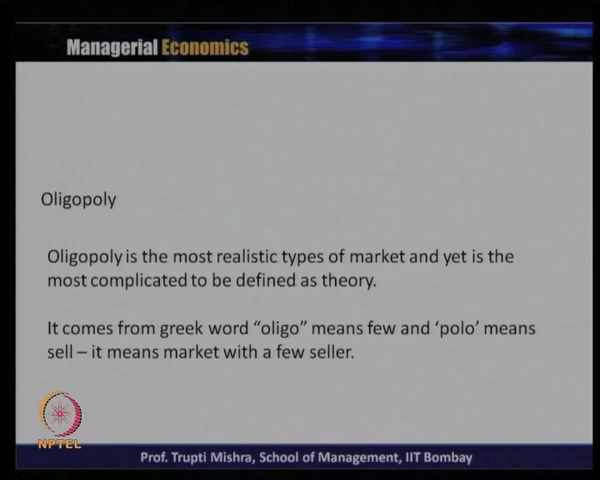 Managerial Economics
Oligopoly
Oligopoly is the most realistic types of market and yet is the
most complicated to be defined as theory.
It comes from greek word “oligo” means few and ‘polo’ means
sell – it means market with a few seller.
NPTEL
Prof. Trupti Mishra, School of Management, IIT Bombay